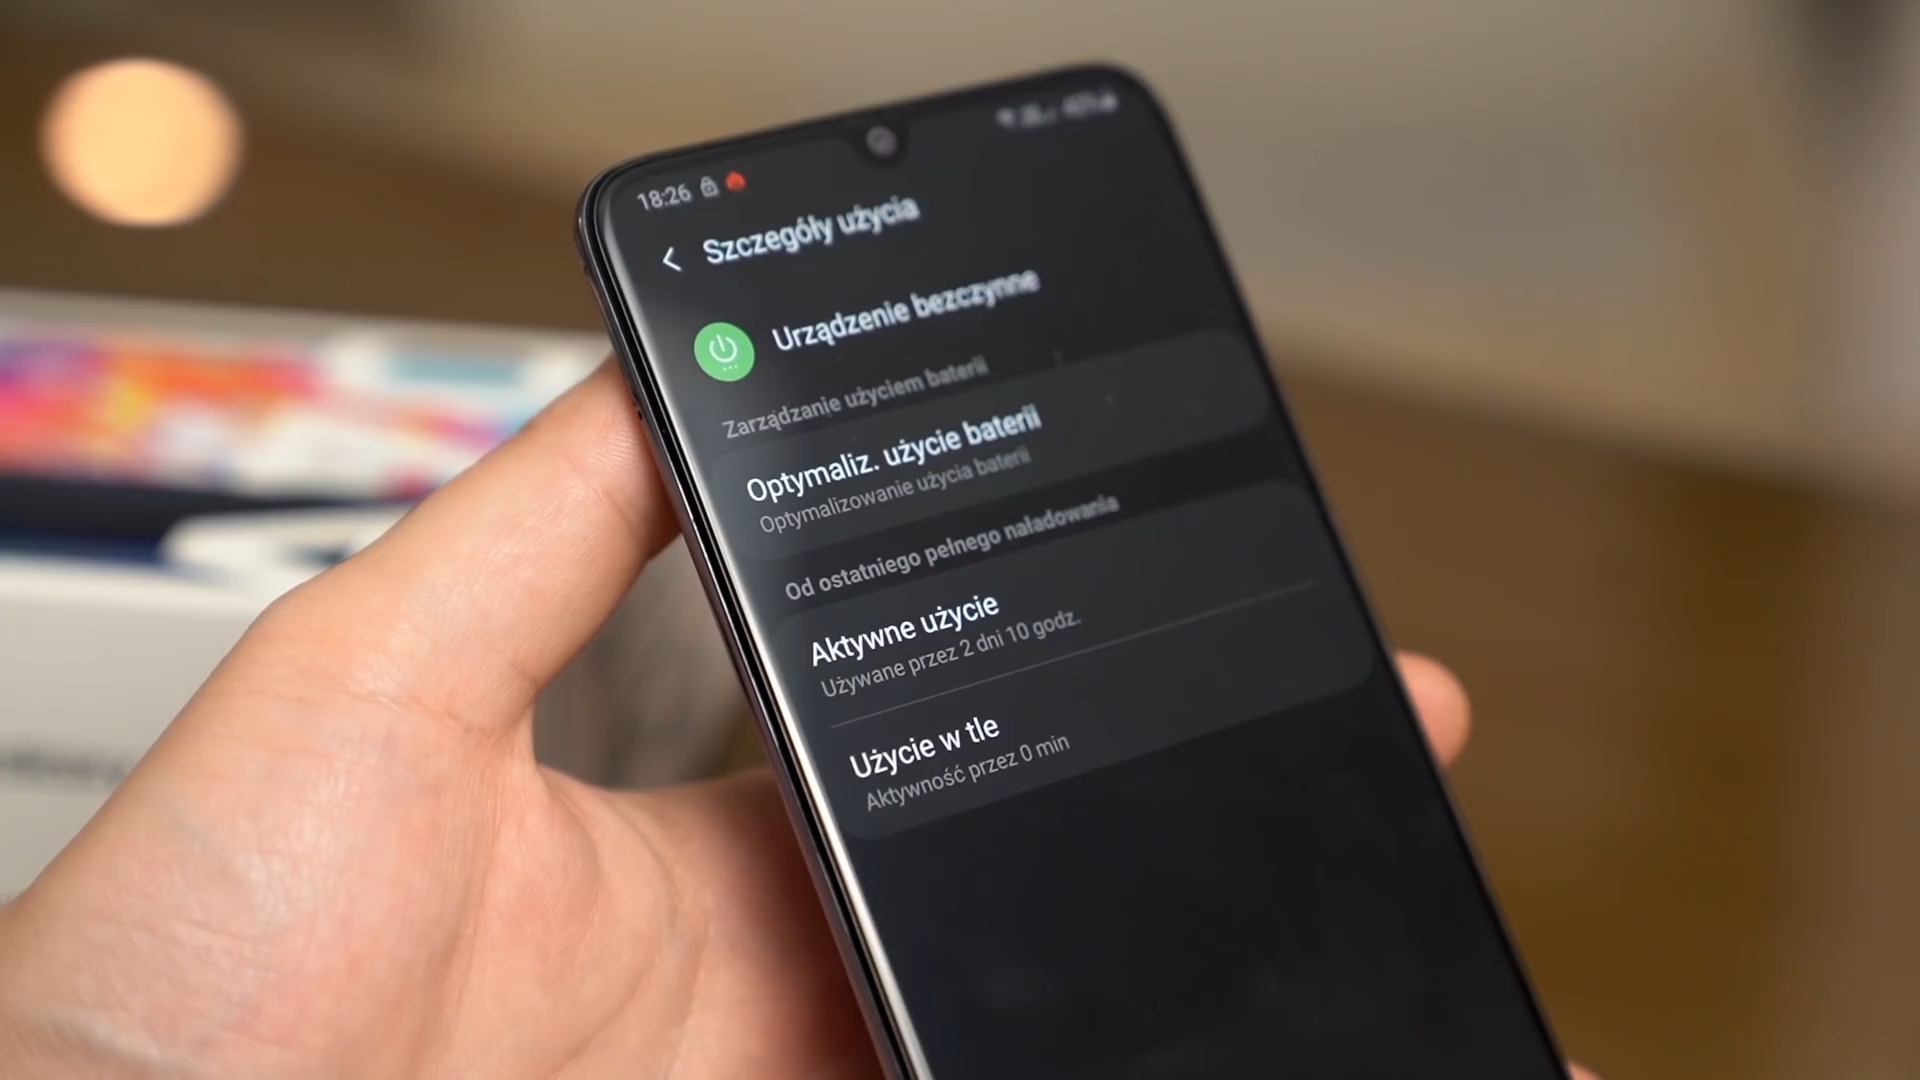 18:26
Szczegóły użycia
Urządzenie bezczynne
Zarządzanie użyciem baterii
Optymaliz. użycie baterii
Optymalizowanie użycia baterii
Od ostatniego pełnego naładowania
Aktywne użycie
Używane przez 2 dni 10 godz.
Użycie w tle
Aktywność przez 0 min